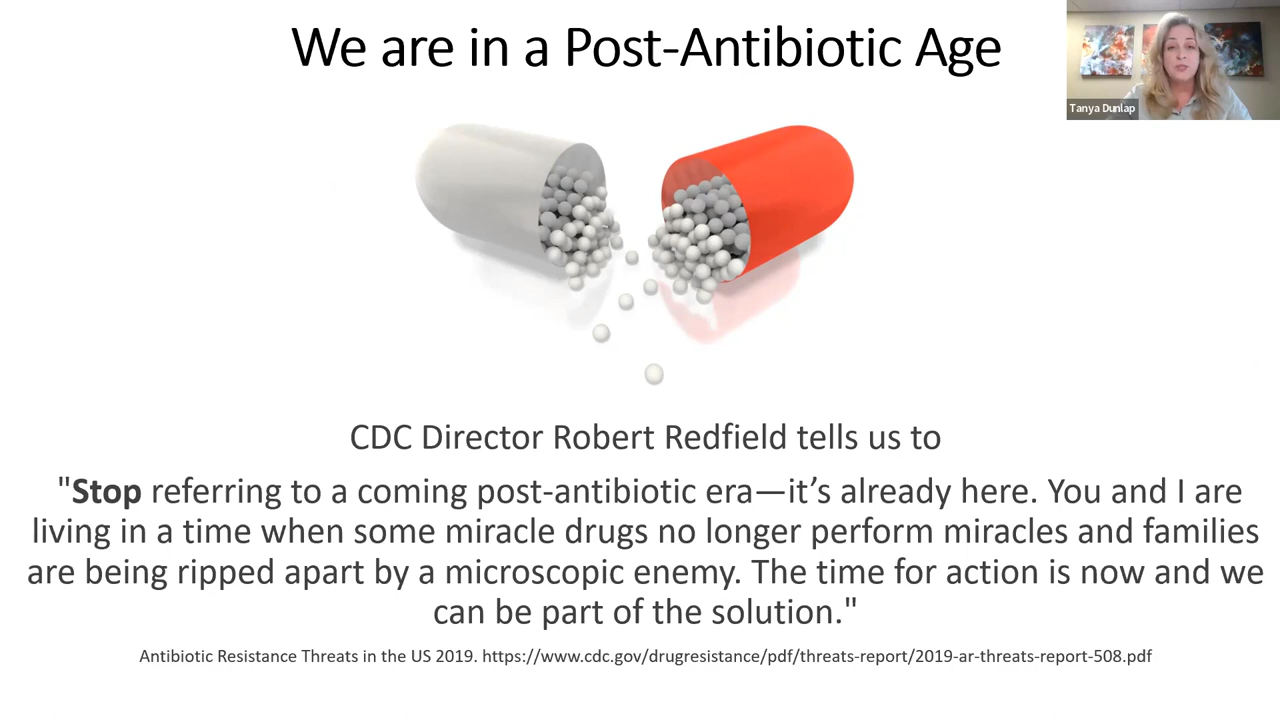 We are in a Post-Antibiotic Age
Tanya Dunlap
CDC Director Robert Redfield tells us to
"Stop referring to a coming post-antibiotic era—it’s already here. You and I are
living in a time when some miracle drugs no longer perform miracles and families
are being ripped apart by a microscopic enemy. The time for action is now and we
can be part of the solution."
Antibiotic Resistance Threats in the US 2019. https://www.cdc.gov/drugresistance/pdf/threats-report/2019-ar-threats-report-508.pdf